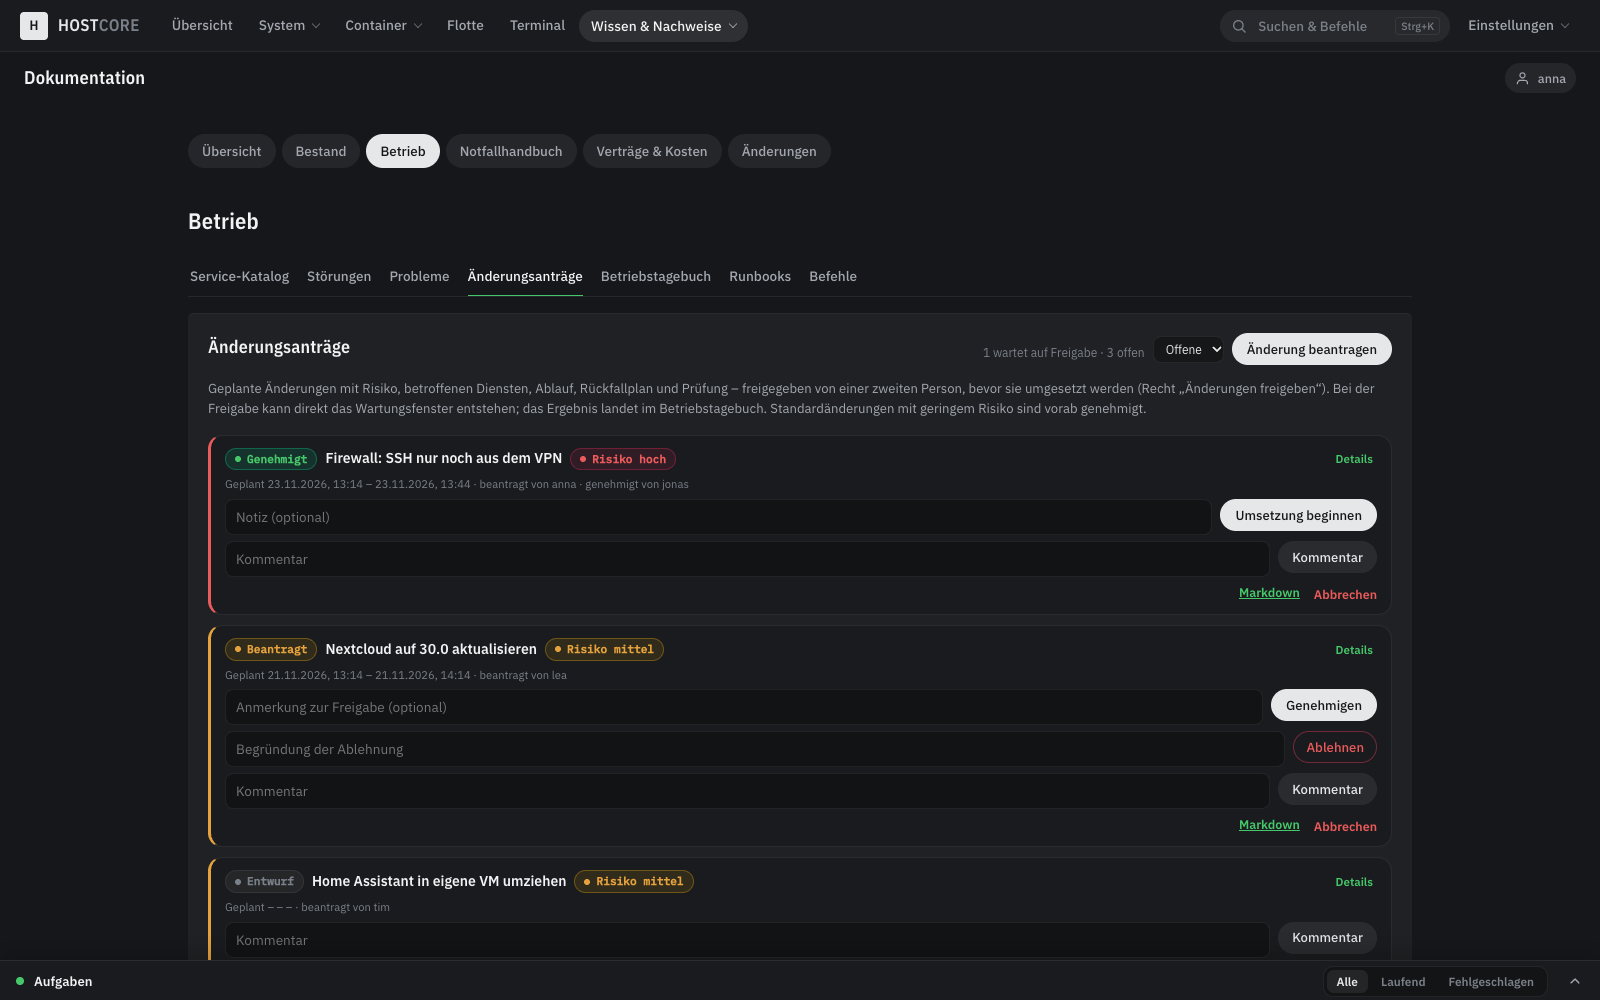 H HOSTCORE Übersicht System Container Flotte Terminal Wissen & Nachweise Suchen & Befehle Strg+K Einstellungen
Dokumentation anna
Übersicht Bestand Betrieb Notfallhandbuch Verträge & Kosten Änderungen
Betrieb
Service-Katalog Störungen Probleme Änderungsanträge Betriebstagebuch Runbooks Befehle
Änderungsanträge 1 wartet auf Freigabe · 3 offen Offene Änderung beantragen
Geplante Änderungen mit Risiko, betroffenen Diensten, Ablauf, Rückfallplan und Prüfung – freigegeben von einer zweiten Person, bevor sie umgesetzt werden (Recht „Änderungen freigeben“). Bei der
Freigabe kann direkt das Wartungsfenster entstehen; das Ergebnis landet im Betriebstagebuch. Standardänderungen mit geringem Risiko sind vorab genehmigt.
Genehmigt Firewall: SSH nur noch aus dem VPN Risiko hoch Details
Geplant 23.11.2026, 13:14 – 23.11.2026, 13:44 · beantragt von anna · genehmigt von jonas
Notiz (optional) Umsetzung beginnen
Kommentar Kommentar
Markdown Abbrechen
Beantragt Nextcloud auf 30.0 aktualisieren Risiko mittel Details
Geplant 21.11.2026, 13:14 – 21.11.2026, 14:14 · beantragt von lea
Anmerkung zur Freigabe (optional) Genehmigen
Begründung der Ablehnung Ablehnen
Kommentar Kommentar
Markdown Abbrechen
Entwurf Home Assistant in eigene VM umziehen Risiko mittel Details
Geplant – – – · beantragt von tim
Kommentar Kommentar
Aufgaben Alle Laufend Fehlgeschlagen